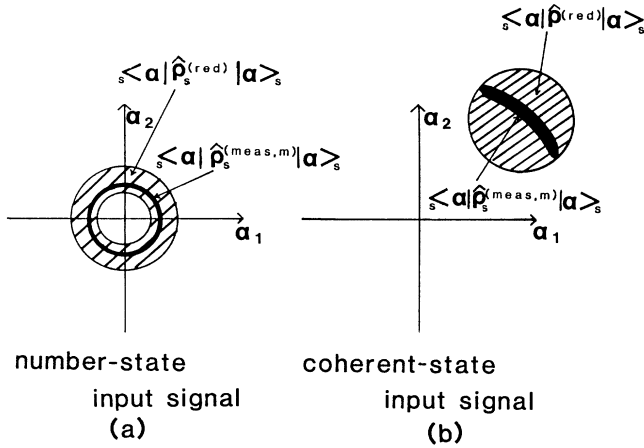 ₛ<α|ρ̂ₛ⁽ʳᵉᵈ⁾|α>ₛ
α₂
ₛ<α|ρ̂ₛ⁽ᵐᵉᵃˢ,ᵐ⁾|α>ₛ
α₁
number-state
input signal
(a)
ₛ<α|ρ̂⁽ʳᵉᵈ⁾|α>ₛ
α₂
ₛ<α|ρ̂ₛ⁽ᵐᵉᵃˢ,ᵐ⁾|α>ₛ
α₁
coherent-state
input signal
(b)